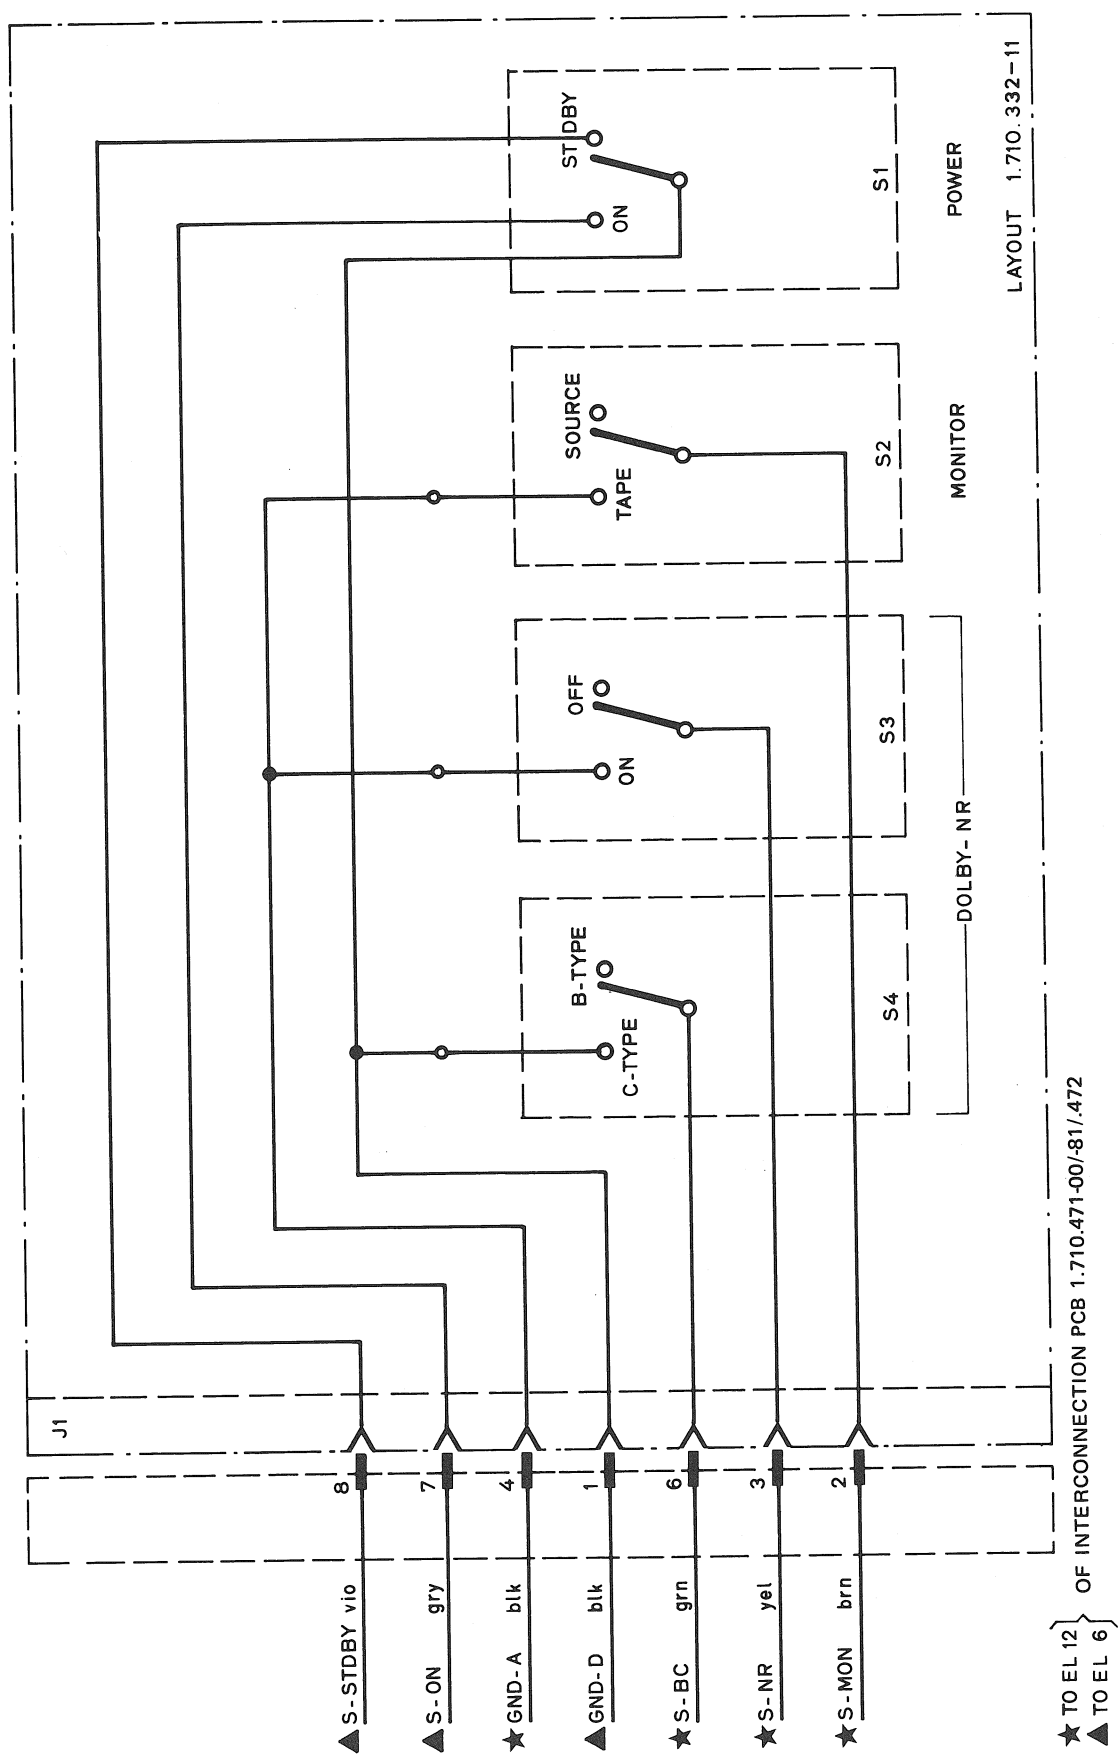 J1
8
7
4
1
6
3
2
S-STDBY vio
S-ON gry
GND-A blk
GND-D blk
S-BC grn
S-NR yel
S-MON brn
C-TYPE
B-TYPE
S4
ON
OFF
S3
DOLBY-NR
TAPE
SOURCE
S2
MONITOR
ON
STDBY
S1
POWER
LAYOUT 1.710.332-11
★ TO EL 12
▲ TO EL 6
OF INTERCONNECTION PCB 1.710.471-00/-81/.472